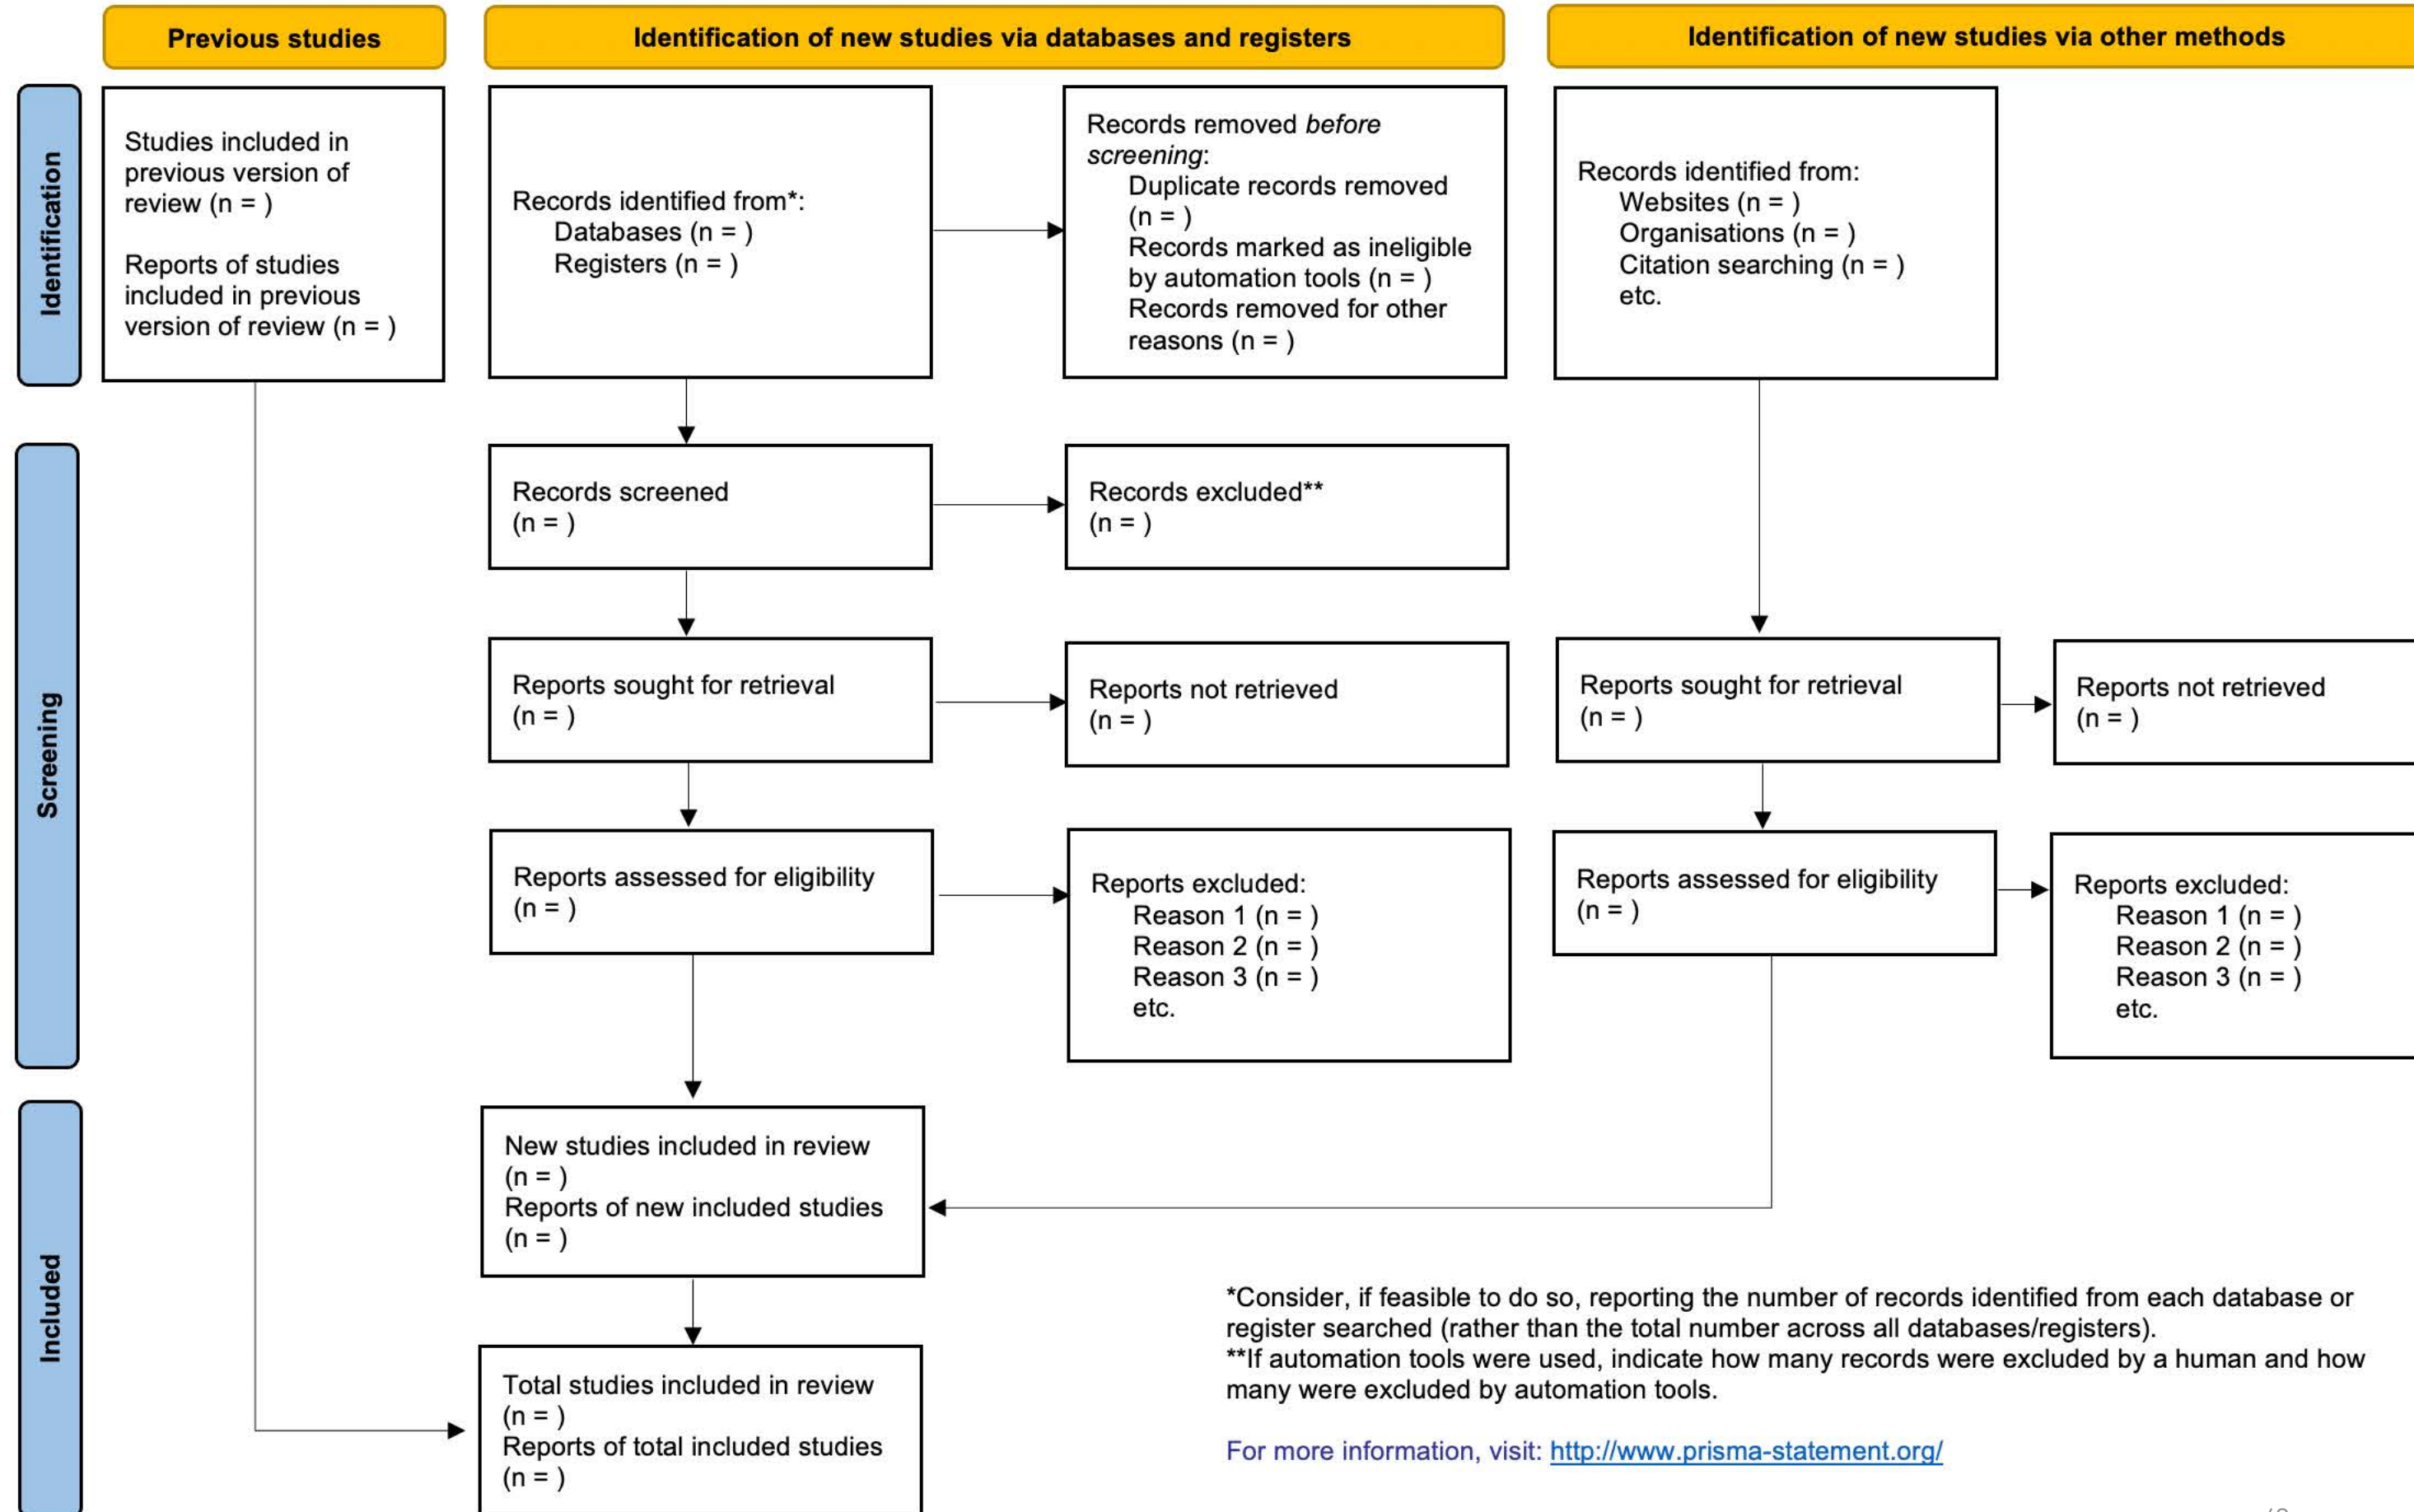 Previous studies
Identification of new studies via databases and registers
Identification of new studies via other methods
Identification
Studies included in
previous version of
review (n = )
Reports of studies
included in previous
version of review (n = )
Records identified from*:
Databases (n = )
Registers (n = )
Records removed before
screening:
Duplicate records removed
(n = )
Records marked as ineligible
by automation tools (n = )
Records removed for other
reasons (n = )
Records identified from:
Websites (n = )
Organisations (n = )
Citation searching (n = )
etc.
Screening
Records screened
(n = )
Records excluded**
(n = )
Reports sought for retrieval
(n = )
Reports not retrieved
(n = )
Reports sought for retrieval
(n = )
Reports not retrieved
(n = )
Reports assessed for eligibility
(n = )
Reports excluded:
Reason 1 (n = )
Reason 2 (n = )
Reason 3 (n = )
etc.
Reports assessed for eligibility
(n = )
Reports excluded:
Reason 1 (n = )
Reason 2 (n = )
Reason 3 (n = )
etc.
Included
New studies included in review
(n = )
Reports of new included studies
(n = )
Total studies included in review
(n = )
Reports of total included studies
(n = )
*Consider, if feasible to do so, reporting the number of records identified from each database or
register searched (rather than the total number across all databases/registers).
**If automation tools were used, indicate how many records were excluded by a human and how
many were excluded by automation tools.
For more information, visit: http://www.prisma-statement.org/